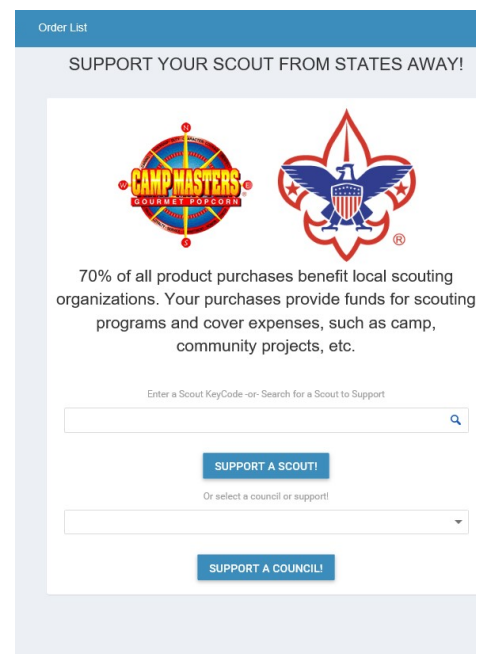 Order List
SUPPORT YOUR SCOUT FROM STATES AWAY!
N
W
CAMP MASTERS
E
GOURMET POPCORN
S
®
70% of all product purchases benefit local scouting
organizations. Your purchases provide funds for scouting
programs and cover expenses, such as camp,
community projects, etc.
Enter a Scout KeyCode -or- Search for a Scout to Support
SUPPORT A SCOUT!
Or select a council or support!
SUPPORT A COUNCIL!